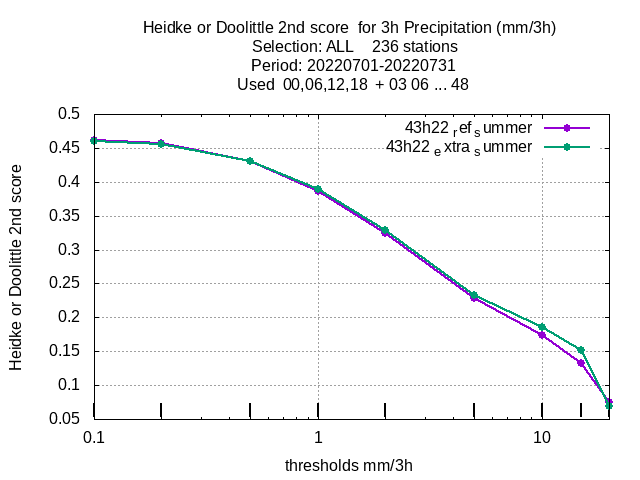 Heidke or Doolittle 2nd score  for 3h Precipitation (mm/3h)
Selection: ALL    236 stations
Period: 20220701-20220731
Used  00,06,12,18  + 03 06 ... 48
43h22 ref summer
43h22 extra summer
0.5
0.45
0.4
0.35
0.3
0.25
0.2
0.15
0.1
0.05
Heidke or Doolittle 2nd score
0.1 1 10
thresholds mm/3h